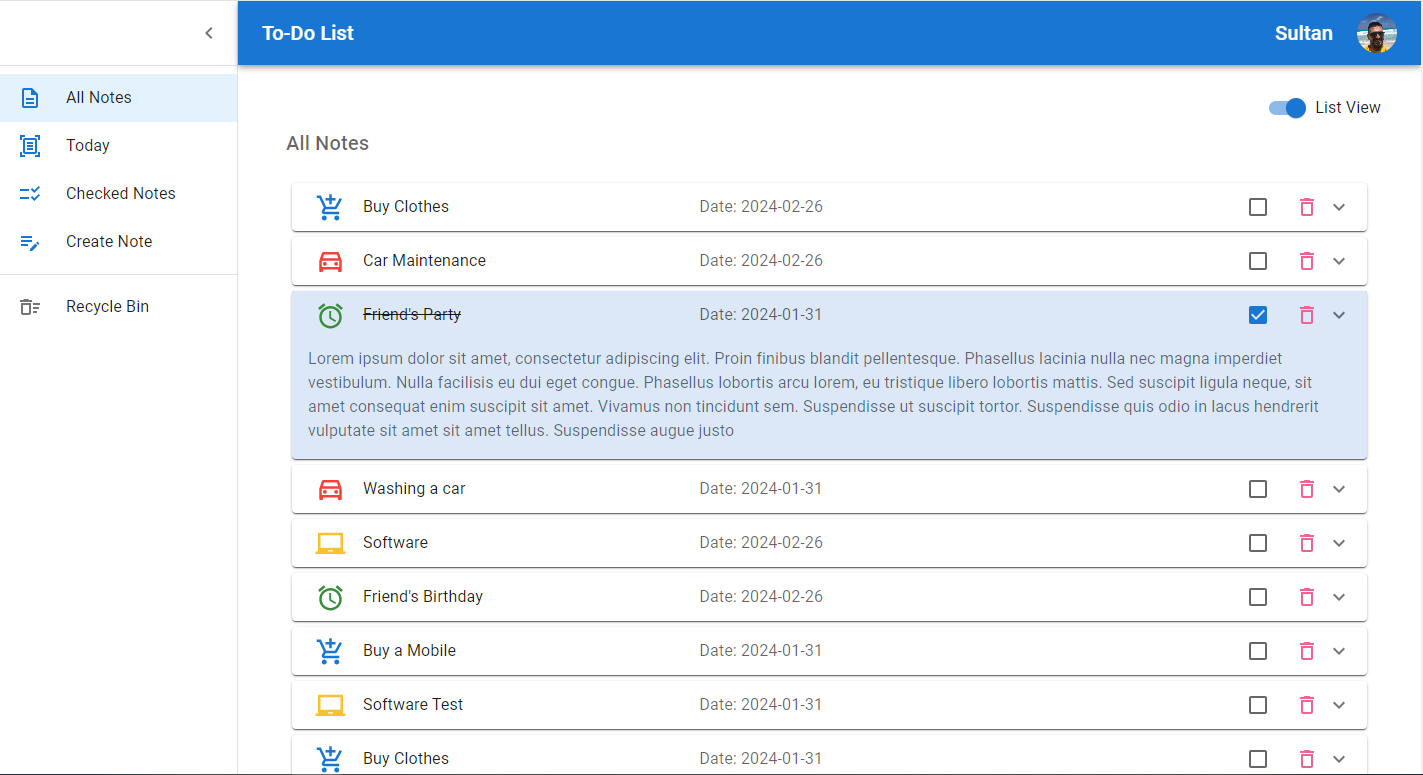 To-Do List
Sultan
All Notes
Today
Checked Notes
Create Note
Recycle Bin
List View
All Notes
Buy Clothes Date: 2024-02-26
Car Maintenance Date: 2024-02-26
Friend's Party Date: 2024-01-31
Lorem ipsum dolor sit amet, consectetur adipiscing elit. Proin finibus blandit pellentesque. Phasellus lacinia nulla nec magna imperdiet
vestibulum. Nulla facilisis eu dui eget congue. Phasellus lobortis arcu lorem, eu tristique libero lobortis mattis. Sed suscipit ligula neque, sit
amet consequat enim suscipit sit amet. Vivamus non tincidunt sem. Suspendisse ut suscipit tortor. Suspendisse quis odio in lacus hendrerit
vulputate sit amet sit amet tellus. Suspendisse augue justo
Washing a car Date: 2024-01-31
Software Date: 2024-02-26
Friend's Birthday Date: 2024-02-26
Buy a Mobile Date: 2024-01-31
Software Test Date: 2024-01-31
Buy Clothes Date: 2024-01-31